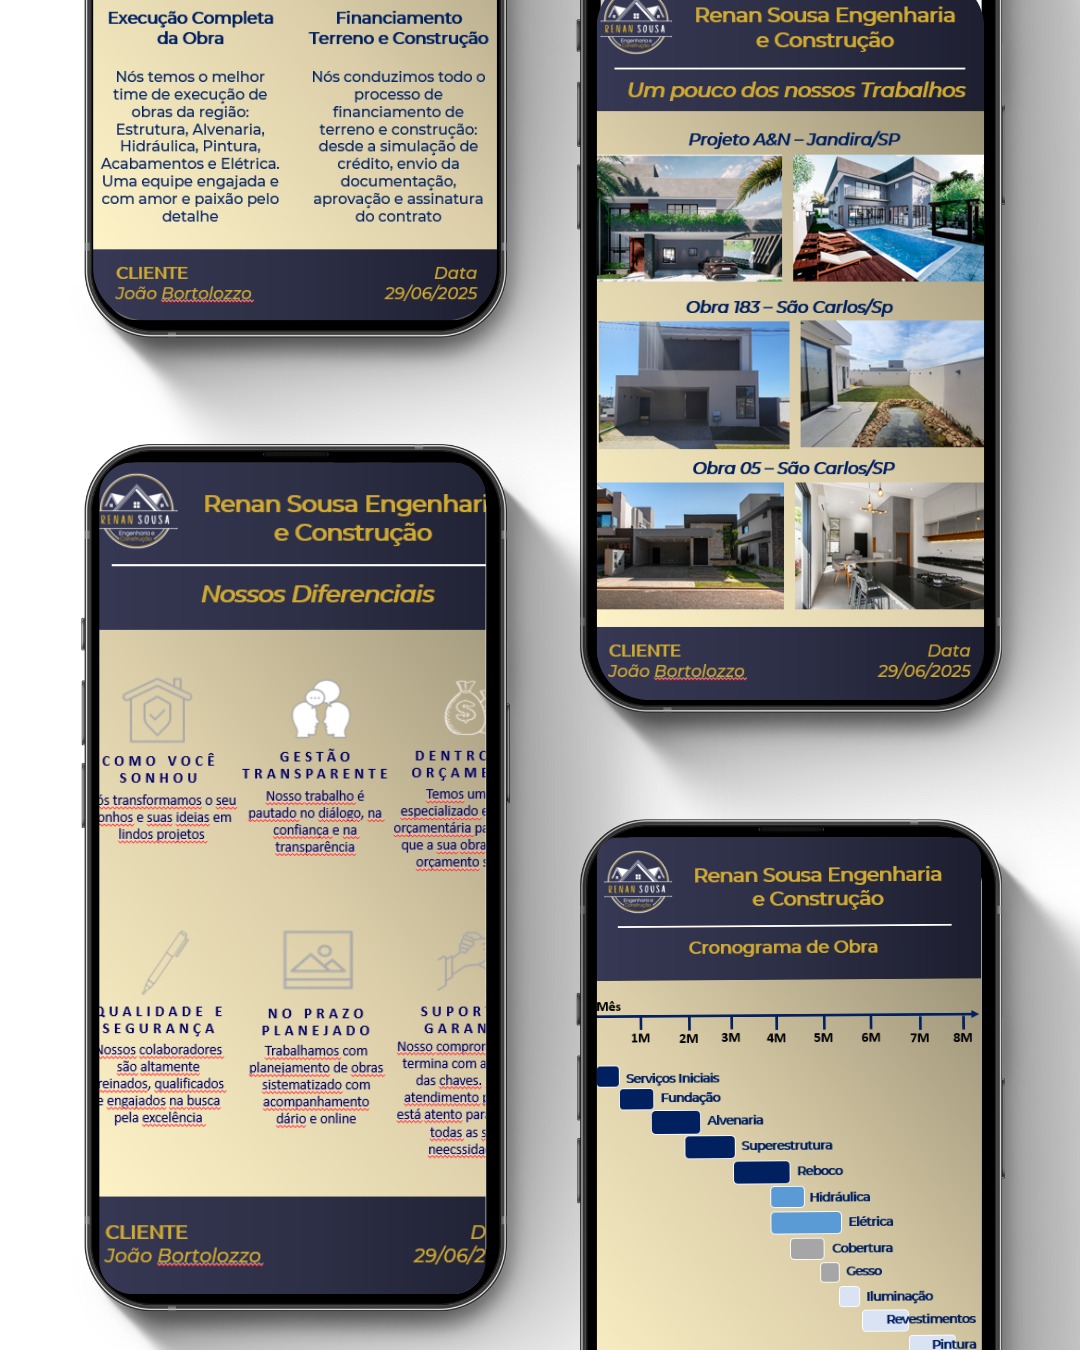 Execução Completa
da Obra
Nós temos o melhor
time de execução de
obras da região:
Estrutura, Alvenaria,
Hidráulica, Pintura,
Acabamentos e Elétrica.
Uma equipe engajada e
com amor e paixão pelo
detalhe
Financiamento
Terreno e Construção
Nós conduzimos todo o
processo de
financiamento de
terreno e construção:
desde a simulação de
crédito, envio da
documentação,
aprovação e assinatura
do contrato
CLIENTE
João Bortolozzo
Data
29/06/2025
RENAN SOUSA
Engenharia e
Construção
Renan Sousa Engenharia
e Construção
Um pouco dos nossos Trabalhos
Projeto A&N – Jandira/SP
Obra 183 – São Carlos/Sp
Obra 05 – São Carlos/SP
CLIENTE
João Bortolozzo
Data
29/06/2025
RENAN SOUSA
Engenharia e
Construção
Renan Sousa Engenhari
e Construção
Nossos Diferenciais
COMO VOCÊ
SONHOU
ós transformamos o seu
onhos e suas ideias em
lindos projetos
GESTÃO
TRANSPARENTE
Nosso trabalho é
pautado no diálogo, na
confiança e na
transparência
DENTRO
ORÇAME
Temos um
especializado e
orçamentária pa
que a sua obra
orçamento s
QUALIDADE E
SEGURANÇA
Nossos colaboradores
são altamente
reinados, qualificados
e engajados na busca
pela excelência
NO PRAZO
PLANEJADO
Trabalhamos com
planejamento de obras
sistematizado com
acompanhamento
dário e online
SUPOR
GARAN
Nosso compror
termina com a
das chaves.
atendimento p
está atento para
todas as s
neecssida
CLIENTE
João Bortolozzo
D
29/06/2
RENAN SOUSA
Engenharia e
Construção
Renan Sousa Engenharia
e Construção
Cronograma de Obra
Mês
1M 2M 3M 4M 5M 6M 7M 8M
Serviços Iniciais
Fundação
Alvenaria
Superestrutura
Reboco
Hidráulica
Elétrica
Cobertura
Gesso
Iluminação
Revestimentos
Pintura